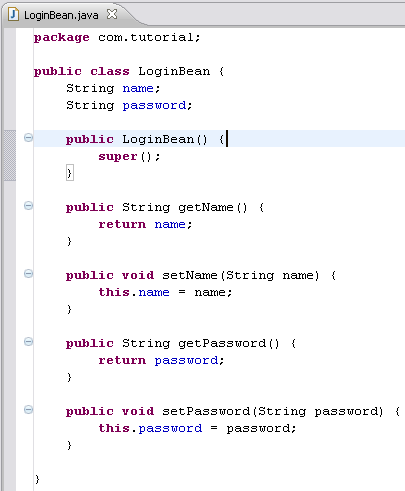 LoginBean.java
package com.tutorial;
public class LoginBean {
String name;
String password;
public LoginBean() {
super();
}
public String getName() {
return name;
}
public void setName(String name) {
this.name = name;
}
public String getPassword() {
return password;
}
public void setPassword(String password) {
this.password = password;
}
}